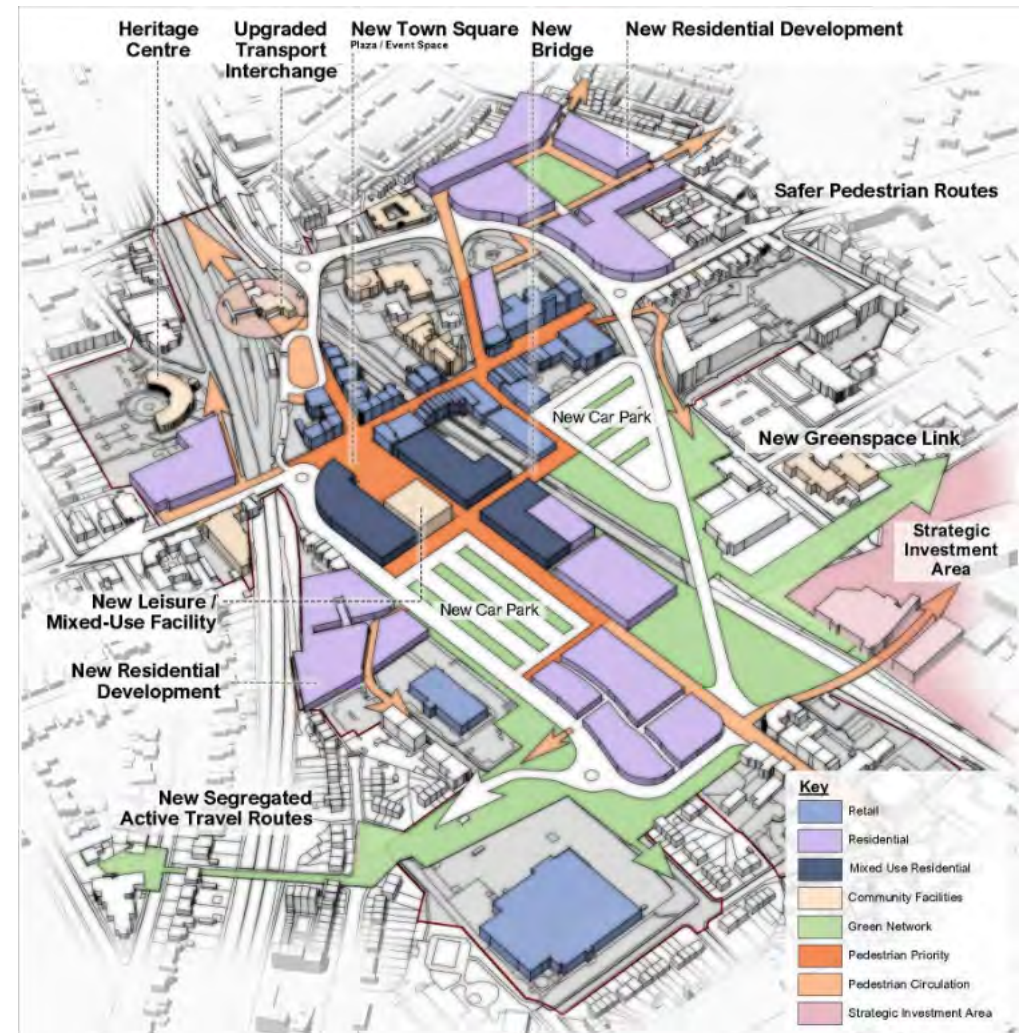 Heritage
Centre
Upgraded
Transport
Interchange
New Town Square
Plaza / Event Space
New
Bridge
New Residential Development
Safer Pedestrian Routes
New Car Park
New Greenspace Link
Strategic
Investment
Area
New Leisure /
Mixed-Use Facility
New Car Park
New Residential
Development
New Segregated
Active Travel Routes
Key
Retail
Residential
Mixed Use Residential
Community Facilities
Green Network
Pedestrian Priority
Pedestrian Circulation
Strategic Investment Area